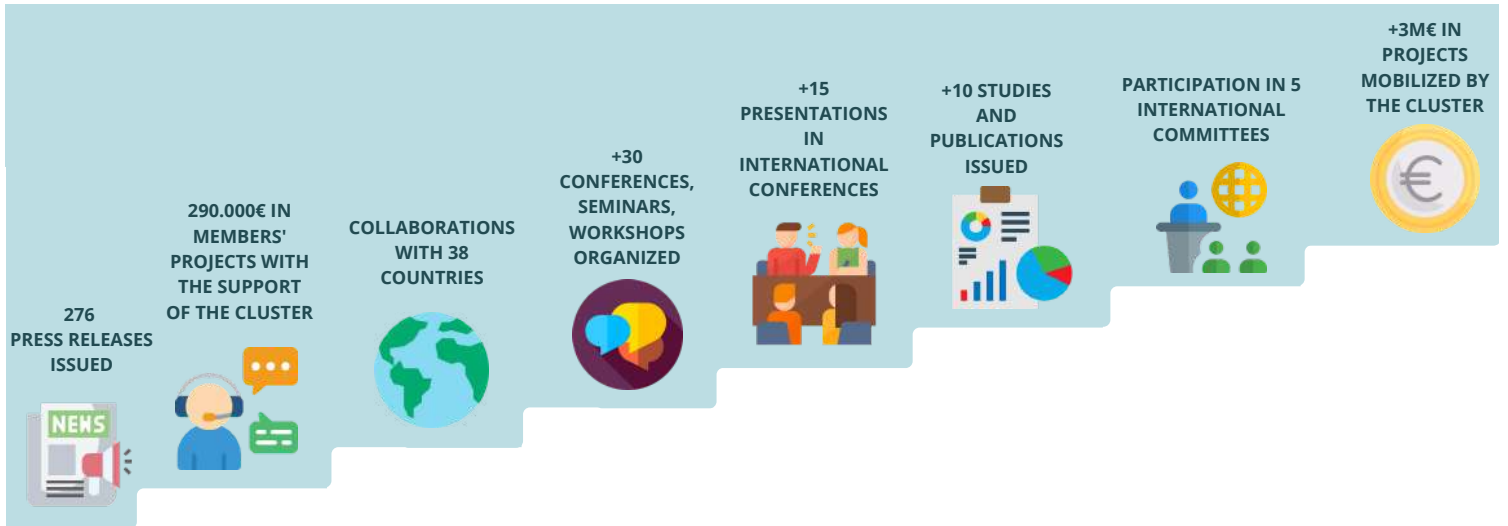 276
PRESS RELEASES
ISSUED
NEWS
290.000€ IN
MEMBERS'
PROJECTS WITH
THE SUPPORT
OF THE CLUSTER
COLLABORATIONS
WITH 38
COUNTRIES
+30
CONFERENCES,
SEMINARS,
WORKSHOPS
ORGANIZED
+15
PRESENTATIONS
IN
INTERNATIONAL
CONFERENCES
+10 STUDIES
AND
PUBLICATIONS
ISSUED
PARTICIPATION IN 5
INTERNATIONAL
COMMITTEES
+3M€ IN
PROJECTS
MOBILIZED BY
THE CLUSTER
€